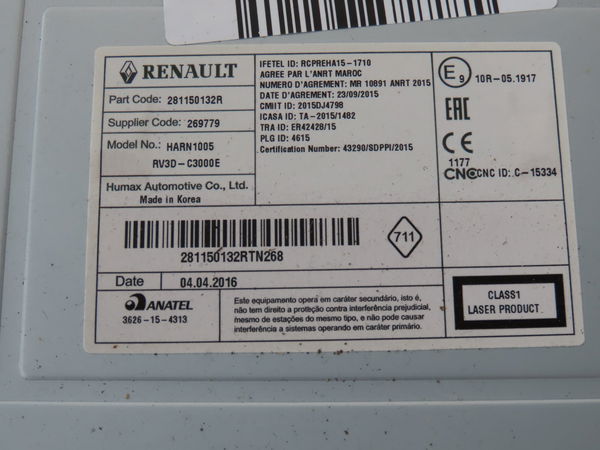 RENAULT
Part Code: 281150132R
Supplier Code: 269779
Model No.: HARN1005
RV3D-C3000E
Humax Automotive Co., Ltd.
Made in Korea
IFETEL ID: RCPREHA15-1710
AGREE PAR L'ANRT MAROC
NUMERO D'AGREMENT: MR 10891 ANRT 2015
DATE D'AGREMENT: 23/09/2015
CMIIT ID: 2015DJ4798
ICASA ID: TA-2015/1482
TRA ID: ER42428/15
PLG ID: 4615
Certification Number: 43290/SDPPI/2015
E9 10R-05.1917
EAC
CE
1177
CNC CNC ID: C-15334
281150132RTN268
711
Date 04.04.2016
ANATEL
3626-15-4313
Este equipamento opera em caráter secundário, isto é,
não tem direito a proteção contra interferência prejudicial,
mesmo de estações do mesmo tipo, e não pode causar
interferência a sistemas operando em caráter primário.
CLASS1
LASER PRODUCT